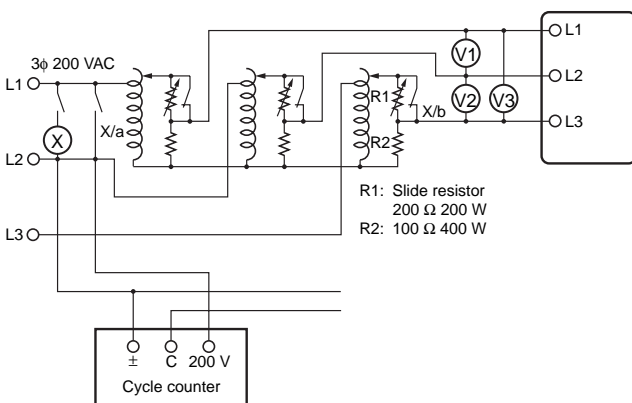 3ϕ 200 VAC
L1
L2
L3
X
X/a
R1
R2
X/b
V1
V2
V3
L1
L2
L3
R1: Slide resistor
200 Ω 200 W
R2: 100 Ω 400 W
± C 200 V
Cycle counter